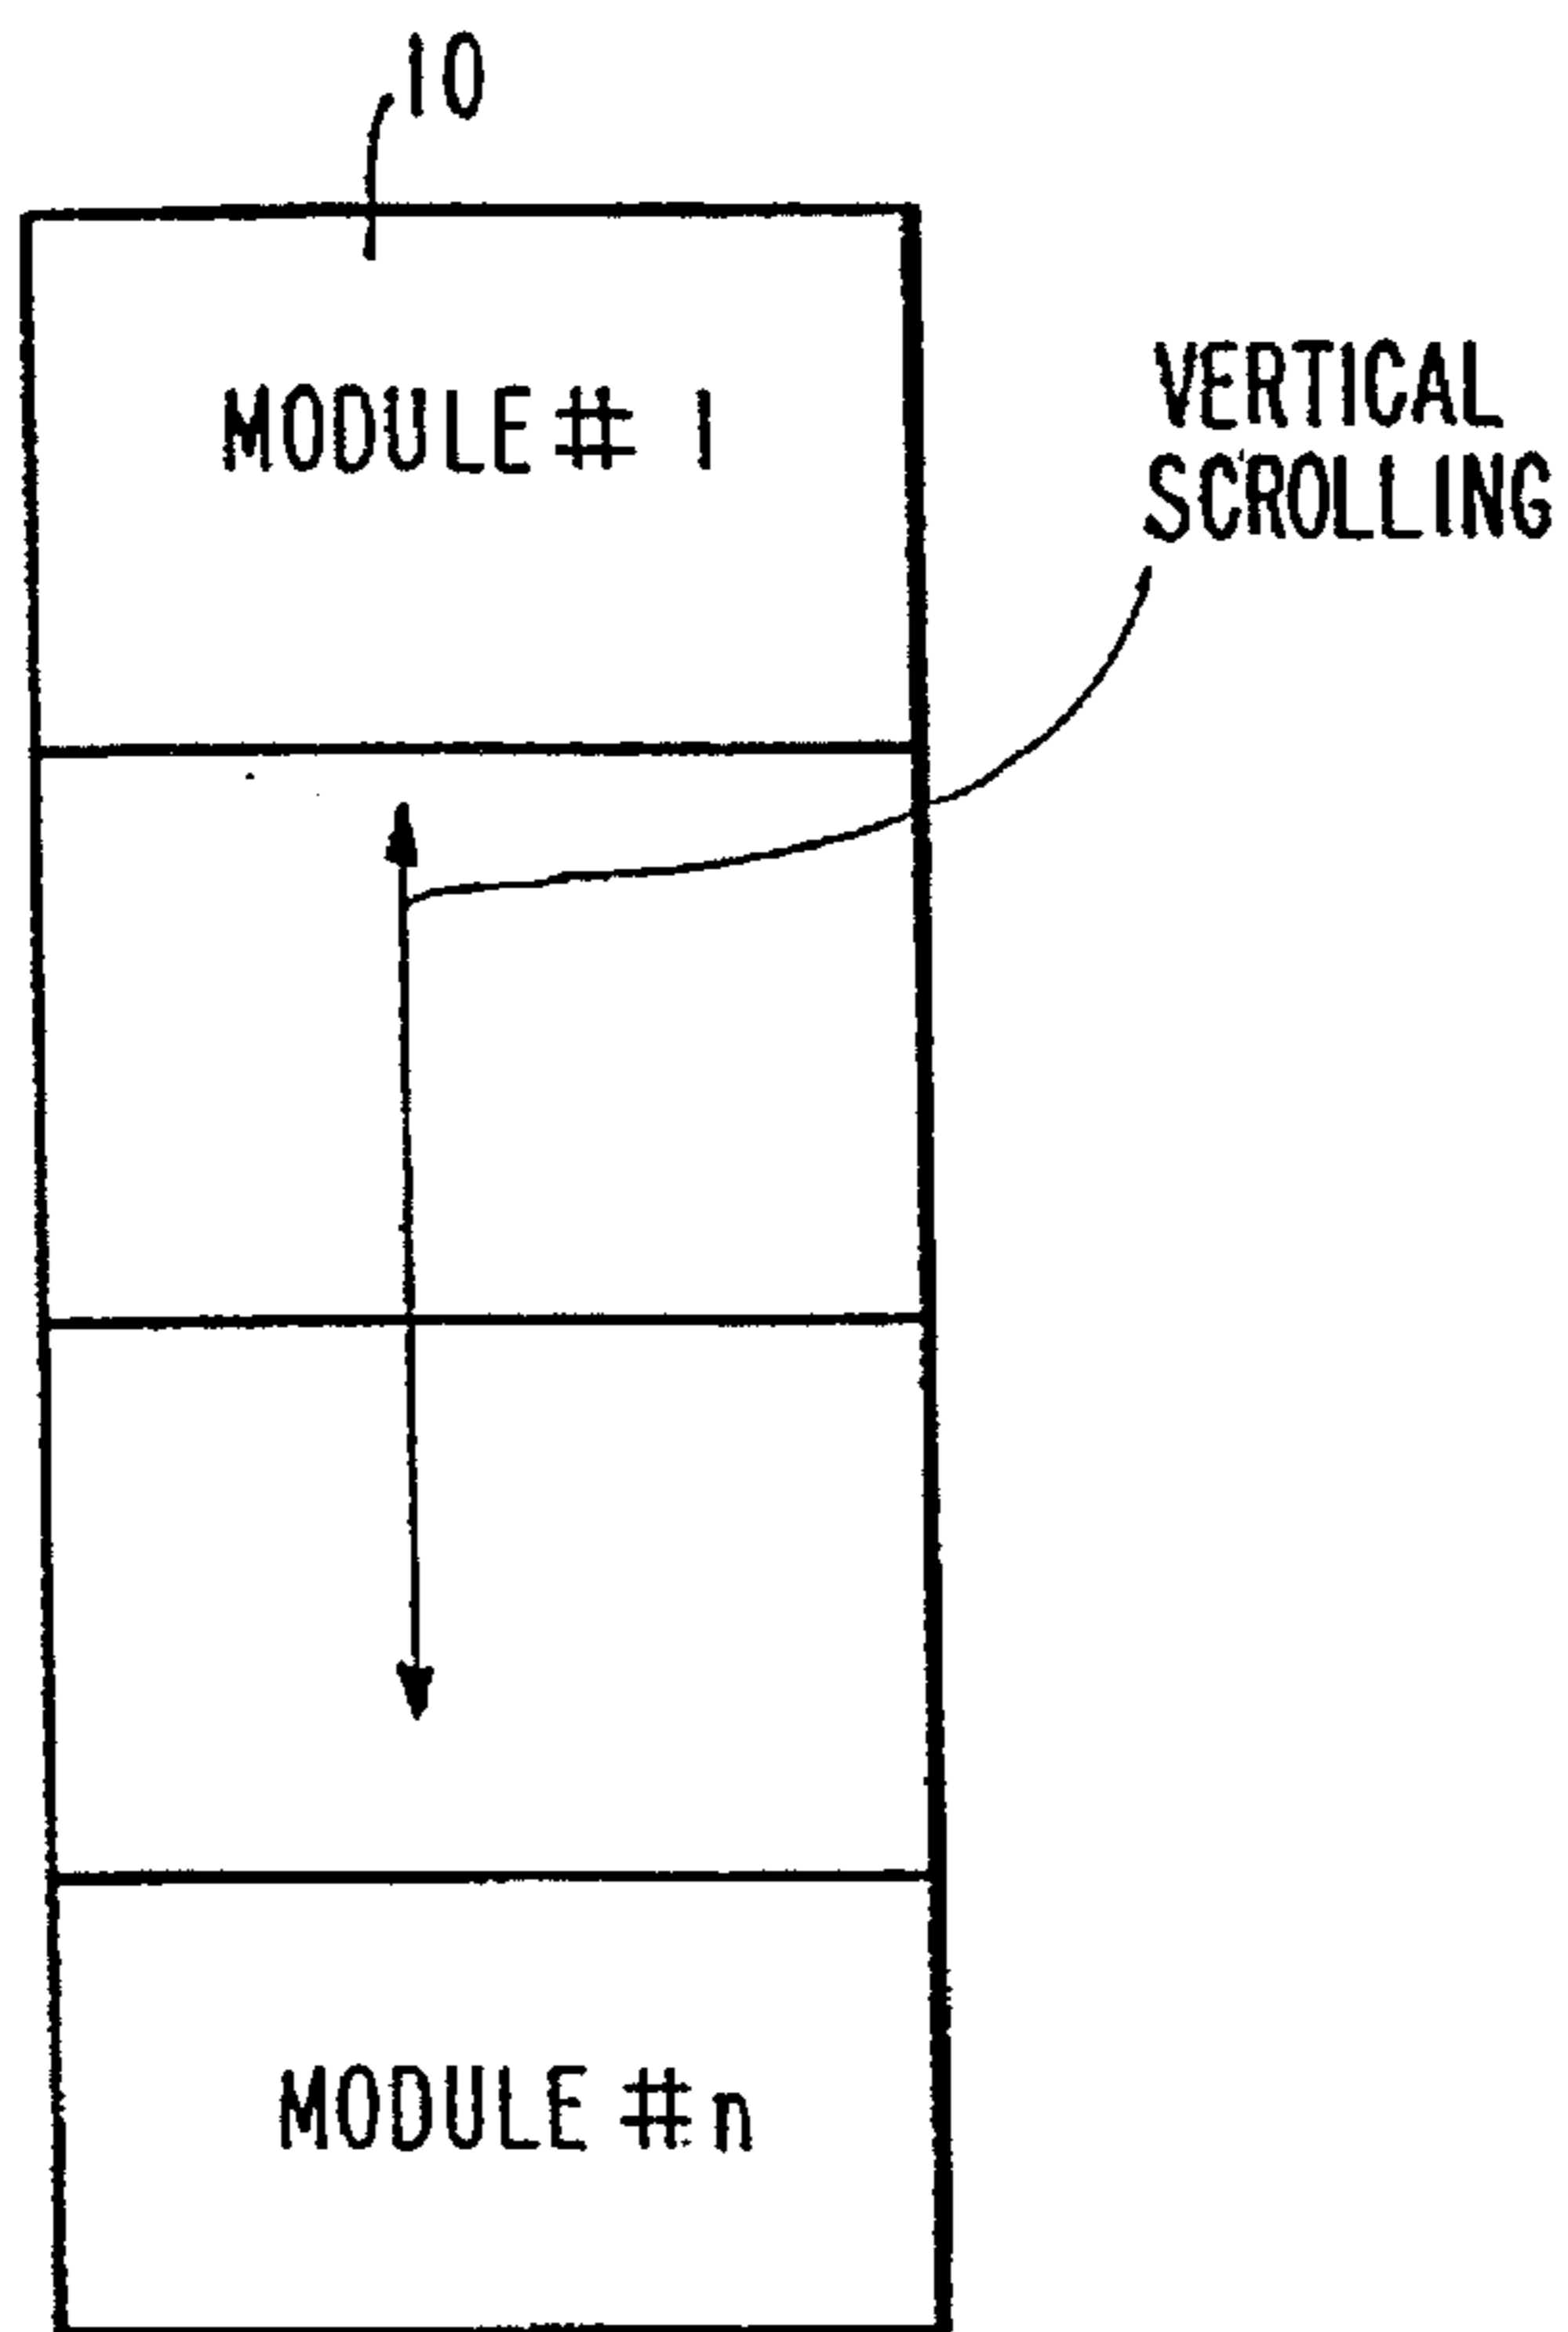 10
MODULE # 1
VERTICAL
SCROLLING
MODULE #n